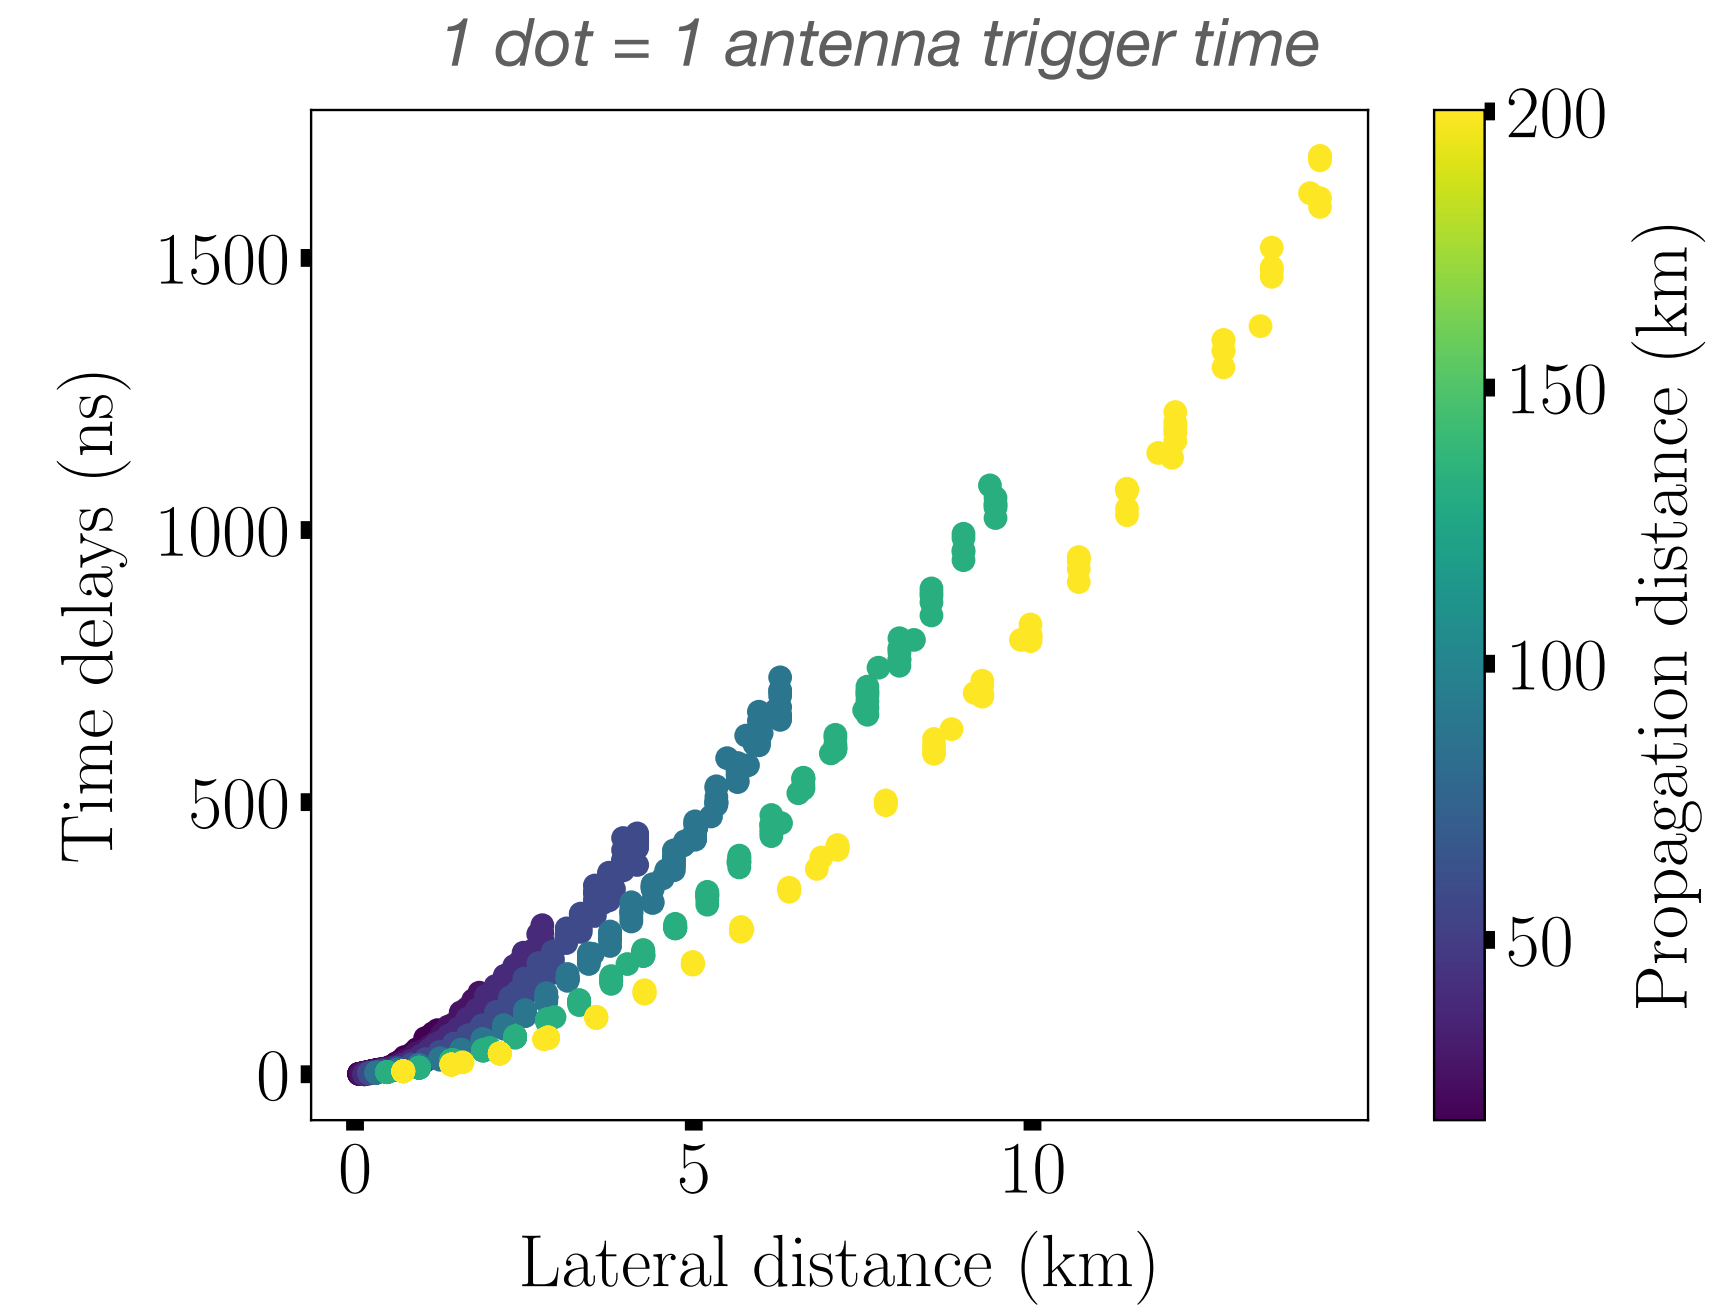 1 dot = 1 antenna trigger time
Time delays (ns)
1500
1000
500
0
0 5 10
Lateral distance (km)
200
150
100
50
Propagation distance (km)